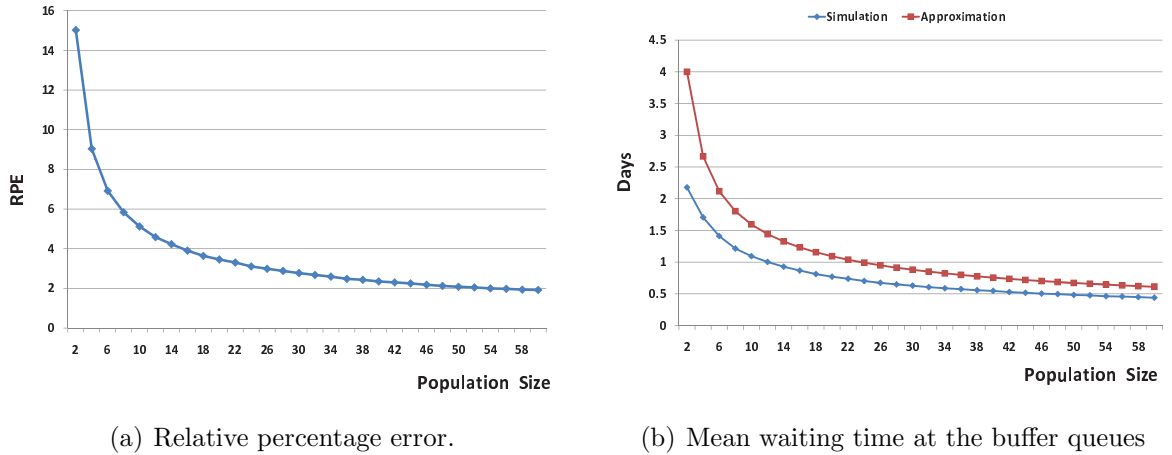 16
14
12
10
8
6
4
2
0
RPE
2 6 10 14 18 22 26 30 34 38 42 46 50 54 58
Population Size
(a) Relative percentage error.
Simulation Approximation
4.5
4
3.5
3
2.5
2
1.5
1
0.5
0
Days
2 6 10 14 18 22 26 30 34 38 42 46 50 54 58
Population Size
(b) Mean waiting time at the buffer queues